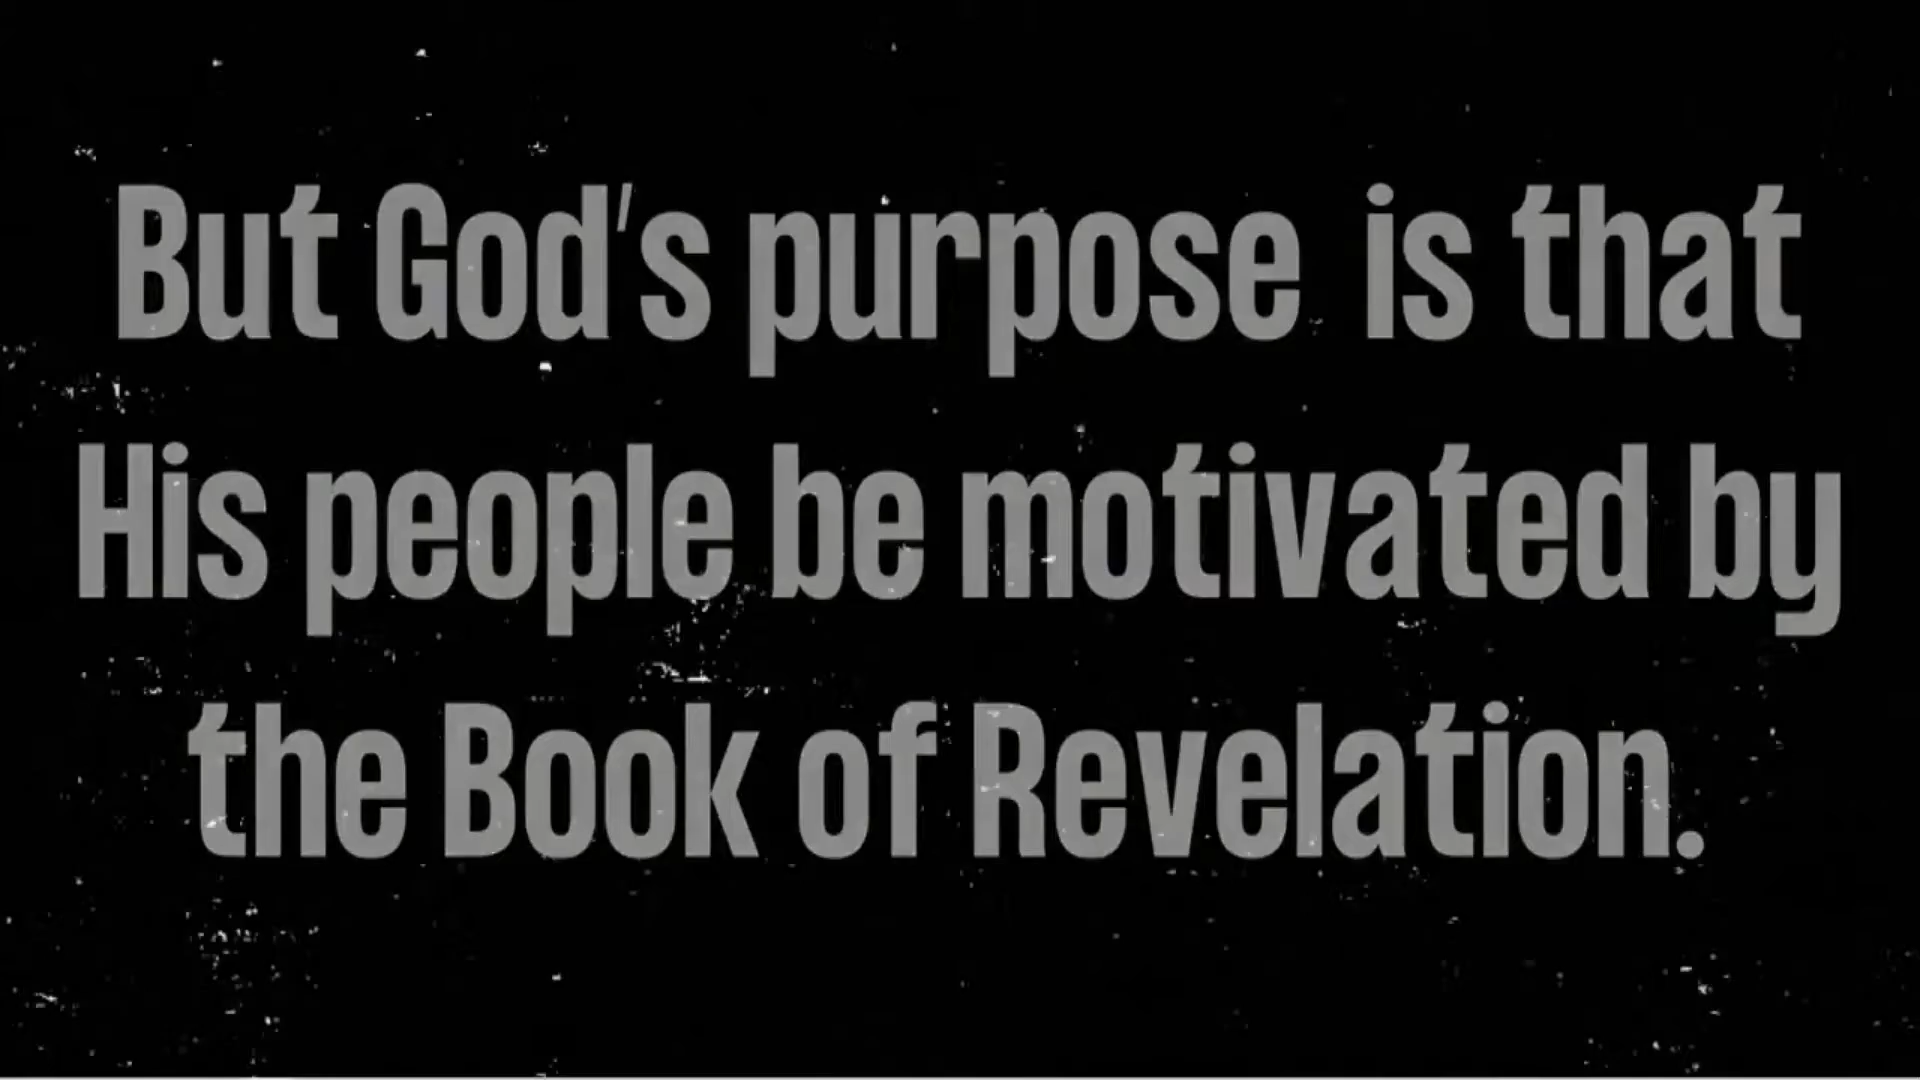 But God's purpose is that
His people be motivated by
the Book of Revelation.